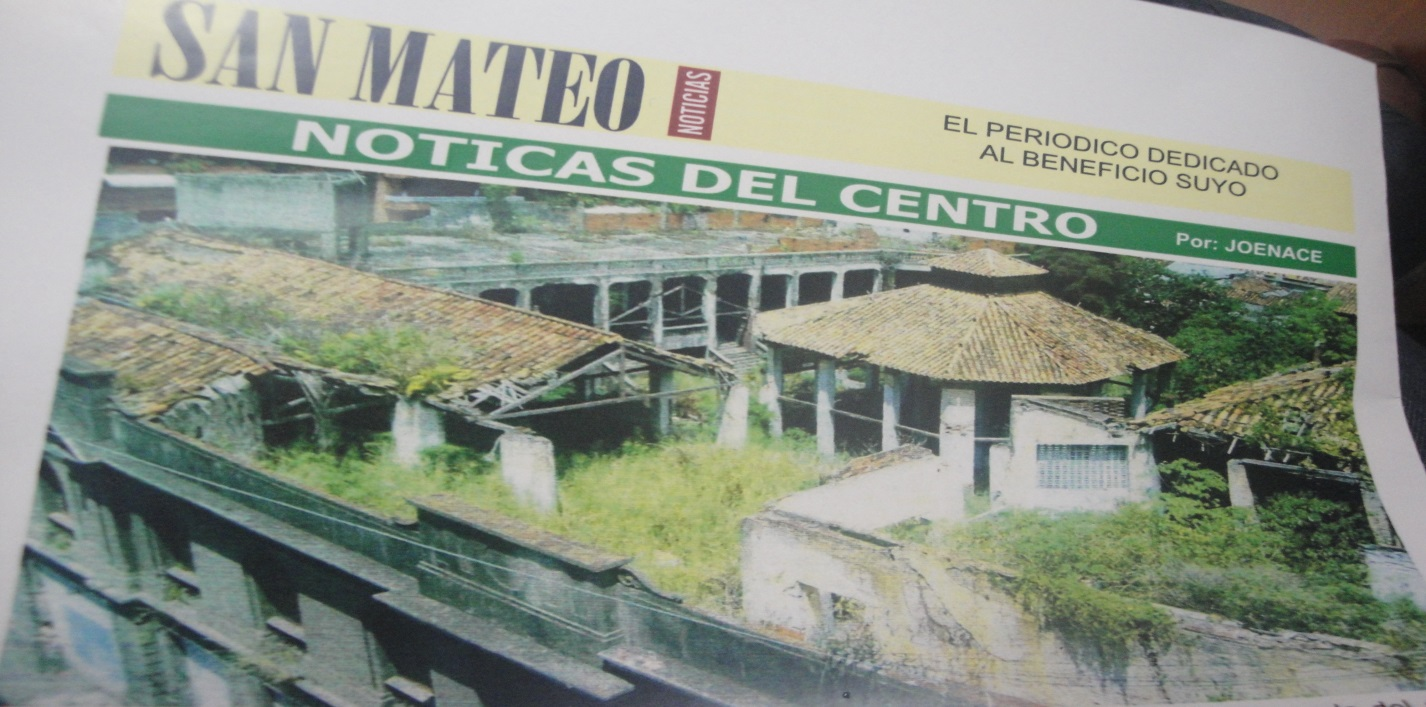 SAN MATEO
NOTICIAS
EL PERIODICO DEDICADO
AL BENEFICIO SUYO
NOTICAS DEL CENTRO
Por: JOENACE